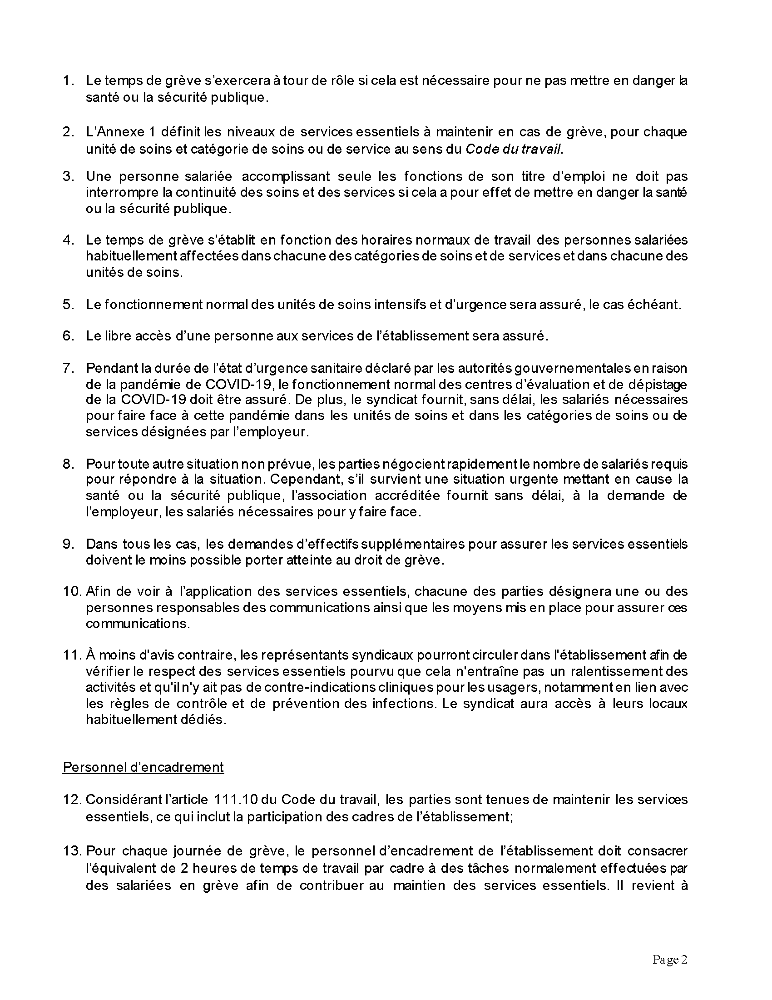 1. Le temps de grève s’exercera à tour de rôle si cela est nécessaire pour ne pas mettre en danger la
santé ou la sécurité publique.
2. L’Annexe 1 définit les niveaux de services essentiels à maintenir en cas de grève, pour chaque
unité de soins et catégorie de soins ou de service au sens du Code du travail.
3. Une personne salariée accomplissant seule les fonctions de son titre d’emploi ne doit pas
interrompre la continuité des soins et des services si cela a pour effet de mettre en danger la santé
ou la sécurité publique.
4. Le temps de grève s’établit en fonction des horaires normaux de travail des personnes salariées
habituellement affectées dans chacune des catégories de soins et de services et dans chacune des
unités de soins.
5. Le fonctionnement normal des unités de soins intensifs et d’urgence sera assuré, le cas échéant.
6. Le libre accès d’une personne aux services de l’établissement sera assuré.
7. Pendant la durée de l’état d’urgence sanitaire déclaré par les autorités gouvernementales en raison
de la pandémie de COVID-19, le fonctionnement normal des centres d’évaluation et de dépistage
de la COVID-19 doit être assuré. De plus, le syndicat fournit, sans délai, les salariés nécessaires
pour faire face à cette pandémie dans les unités de soins et dans les catégories de soins ou de
services désignées par l’employeur.
8. Pour toute autre situation non prévue, les parties négocient rapidement le nombre de salariés requis
pour répondre à la situation. Cependant, s’il survient une situation urgente mettant en cause la
santé ou la sécurité publique, l’association accréditée fournit sans délai, à la demande de
l’employeur, les salariés nécessaires pour y faire face.
9. Dans tous les cas, les demandes d’effectifs supplémentaires pour assurer les services essentiels
doivent le moins possible porter atteinte au droit de grève.
10. Afin de voir à l’application des services essentiels, chacune des parties désignera une ou des
personnes responsables des communications ainsi que les moyens mis en place pour assurer ces
communications.
11. À moins d'avis contraire, les représentants syndicaux pourront circuler dans l'établissement afin de
vérifier le respect des services essentiels pourvu que cela n'entraîne pas un ralentissement des
activités et qu'il n'y ait pas de contre-indications cliniques pour les usagers, notamment en lien avec
les règles de contrôle et de prévention des infections. Le syndicat aura accès à leurs locaux
habituellement dédiés.
Personnel d’encadrement
12. Considérant l’article 111.10 du Code du travail, les parties sont tenues de maintenir les services
essentiels, ce qui inclut la participation des cadres de l’établissement;
13. Pour chaque journée de grève, le personnel d’encadrement de l’établissement doit consacrer
l’équivalent de 2 heures de temps de travail par cadre à des tâches normalement effectuées par
des salariées en grève afin de contribuer au maintien des services essentiels. Il revient à
Page 2